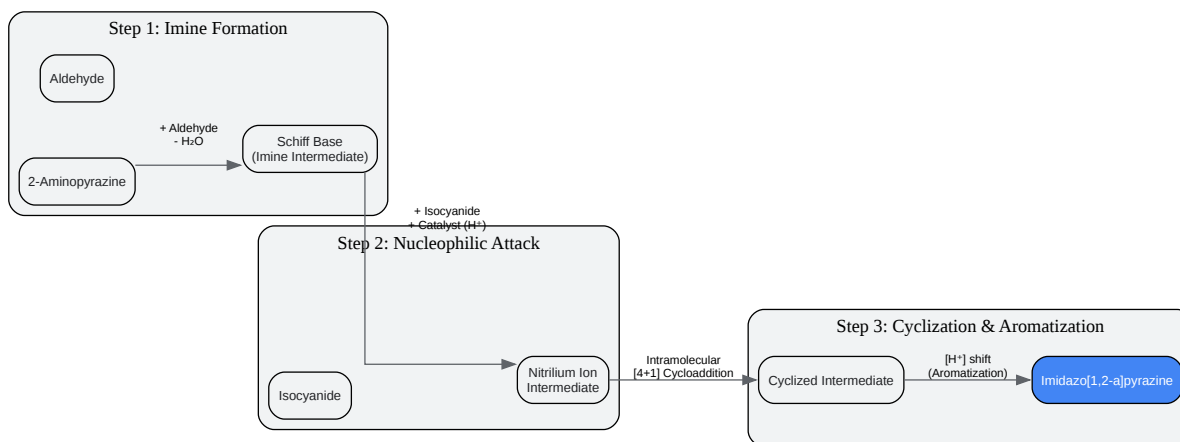 Step 1: Imine Formation
Aldehyde
+ Aldehyde
- H₂O
Schiff Base
(Imine Intermediate)
2-Aminopyrazine
+ Isocyanide
+ Catalyst (H⁺)
Step 2: Nucleophilic Attack
Isocyanide
Nitrilium Ion
Intermediate
Intramolecular
[4+1] Cycloaddition
Step 3: Cyclization & Aromatization
Cyclized Intermediate
[H⁺] shift
(Aromatization)
Imidazo[1,2-a]pyrazine